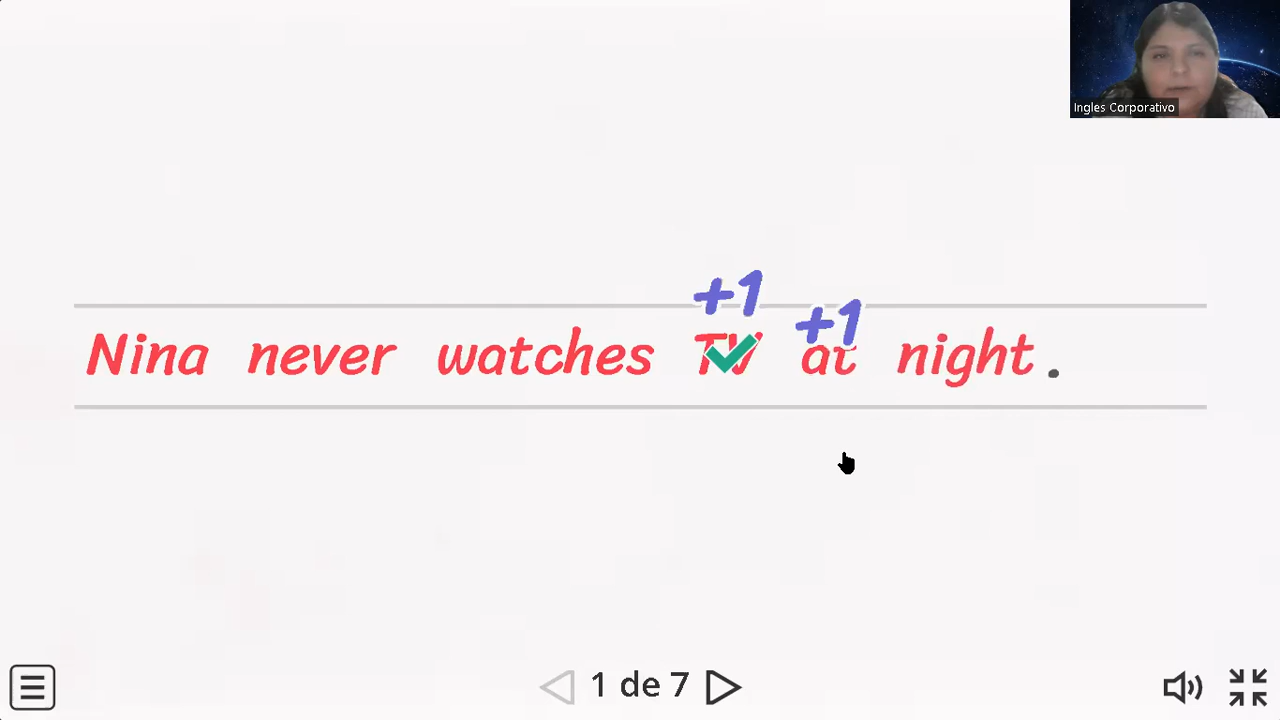 Ingles Corporativo
+1
+1
Nina never watches TV at night.
1 de 7